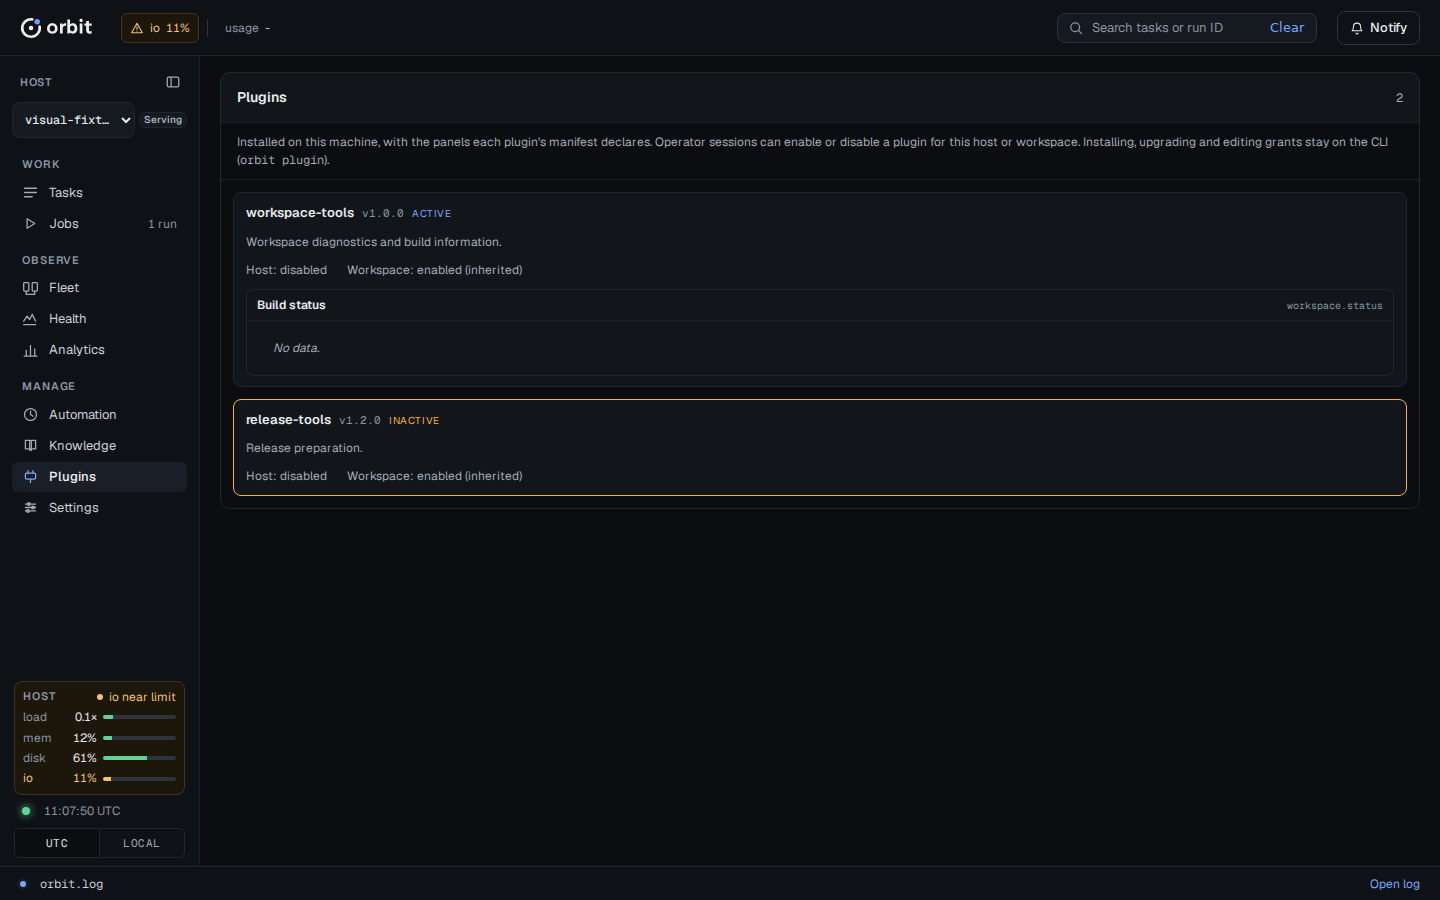 orbit
io 11%
usage -
Search tasks or run ID
Clear
Notify
HOST
visual-fixt…
Serving
WORK
Tasks
Jobs
1 run
OBSERVE
Fleet
Health
Analytics
MANAGE
Automation
Knowledge
Plugins
Settings
HOST
io near limit
load 0.1×
mem 12%
disk 61%
io 11%
11:07:50 UTC
UTC
LOCAL
Plugins
2
Installed on this machine, with the panels each plugin's manifest declares. Operator sessions can enable or disable a plugin for this host or workspace. Installing, upgrading and editing grants stay on the CLI
(orbit plugin).
workspace-tools v1.0.0 ACTIVE
Workspace diagnostics and build information.
Host: disabled Workspace: enabled (inherited)
Build status
workspace.status
No data.
release-tools v1.2.0 INACTIVE
Release preparation.
Host: disabled Workspace: enabled (inherited)
orbit.log
Open log